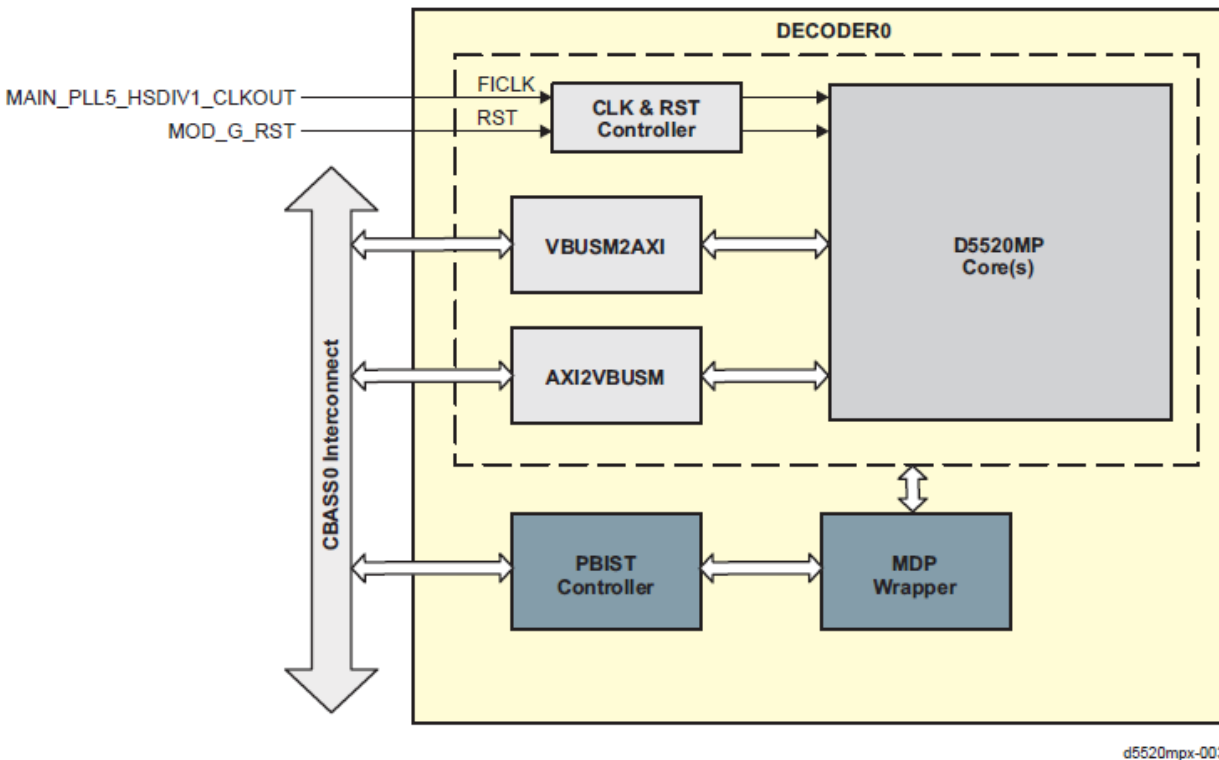 DECODER0
MAIN_PLL5_HSDIV1_CLKOUT
FICLK
MOD_G_RST
RST
CLK & RST
Controller
VBUSM2AXI
D5520MP
Core(s)
AXI2VBUSM
CBASS0 Interconnect
PBIST
Controller
MDP
Wrapper